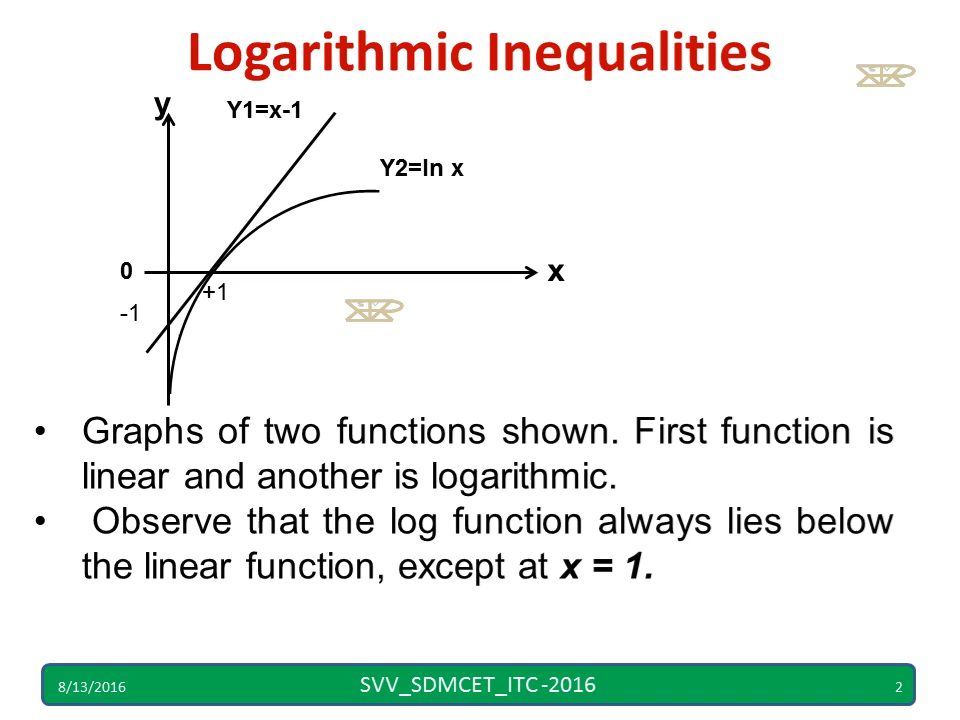 Logarithmic Inequalities
y
Y1=x-1
Y2=ln x
0
x
+1
-1
• Graphs of two functions shown. First function is
linear and another is logarithmic.
• Observe that the log function always lies below
the linear function, except at x = 1.
8/13/2016
SVV_SDMCET_ITC -2016
2